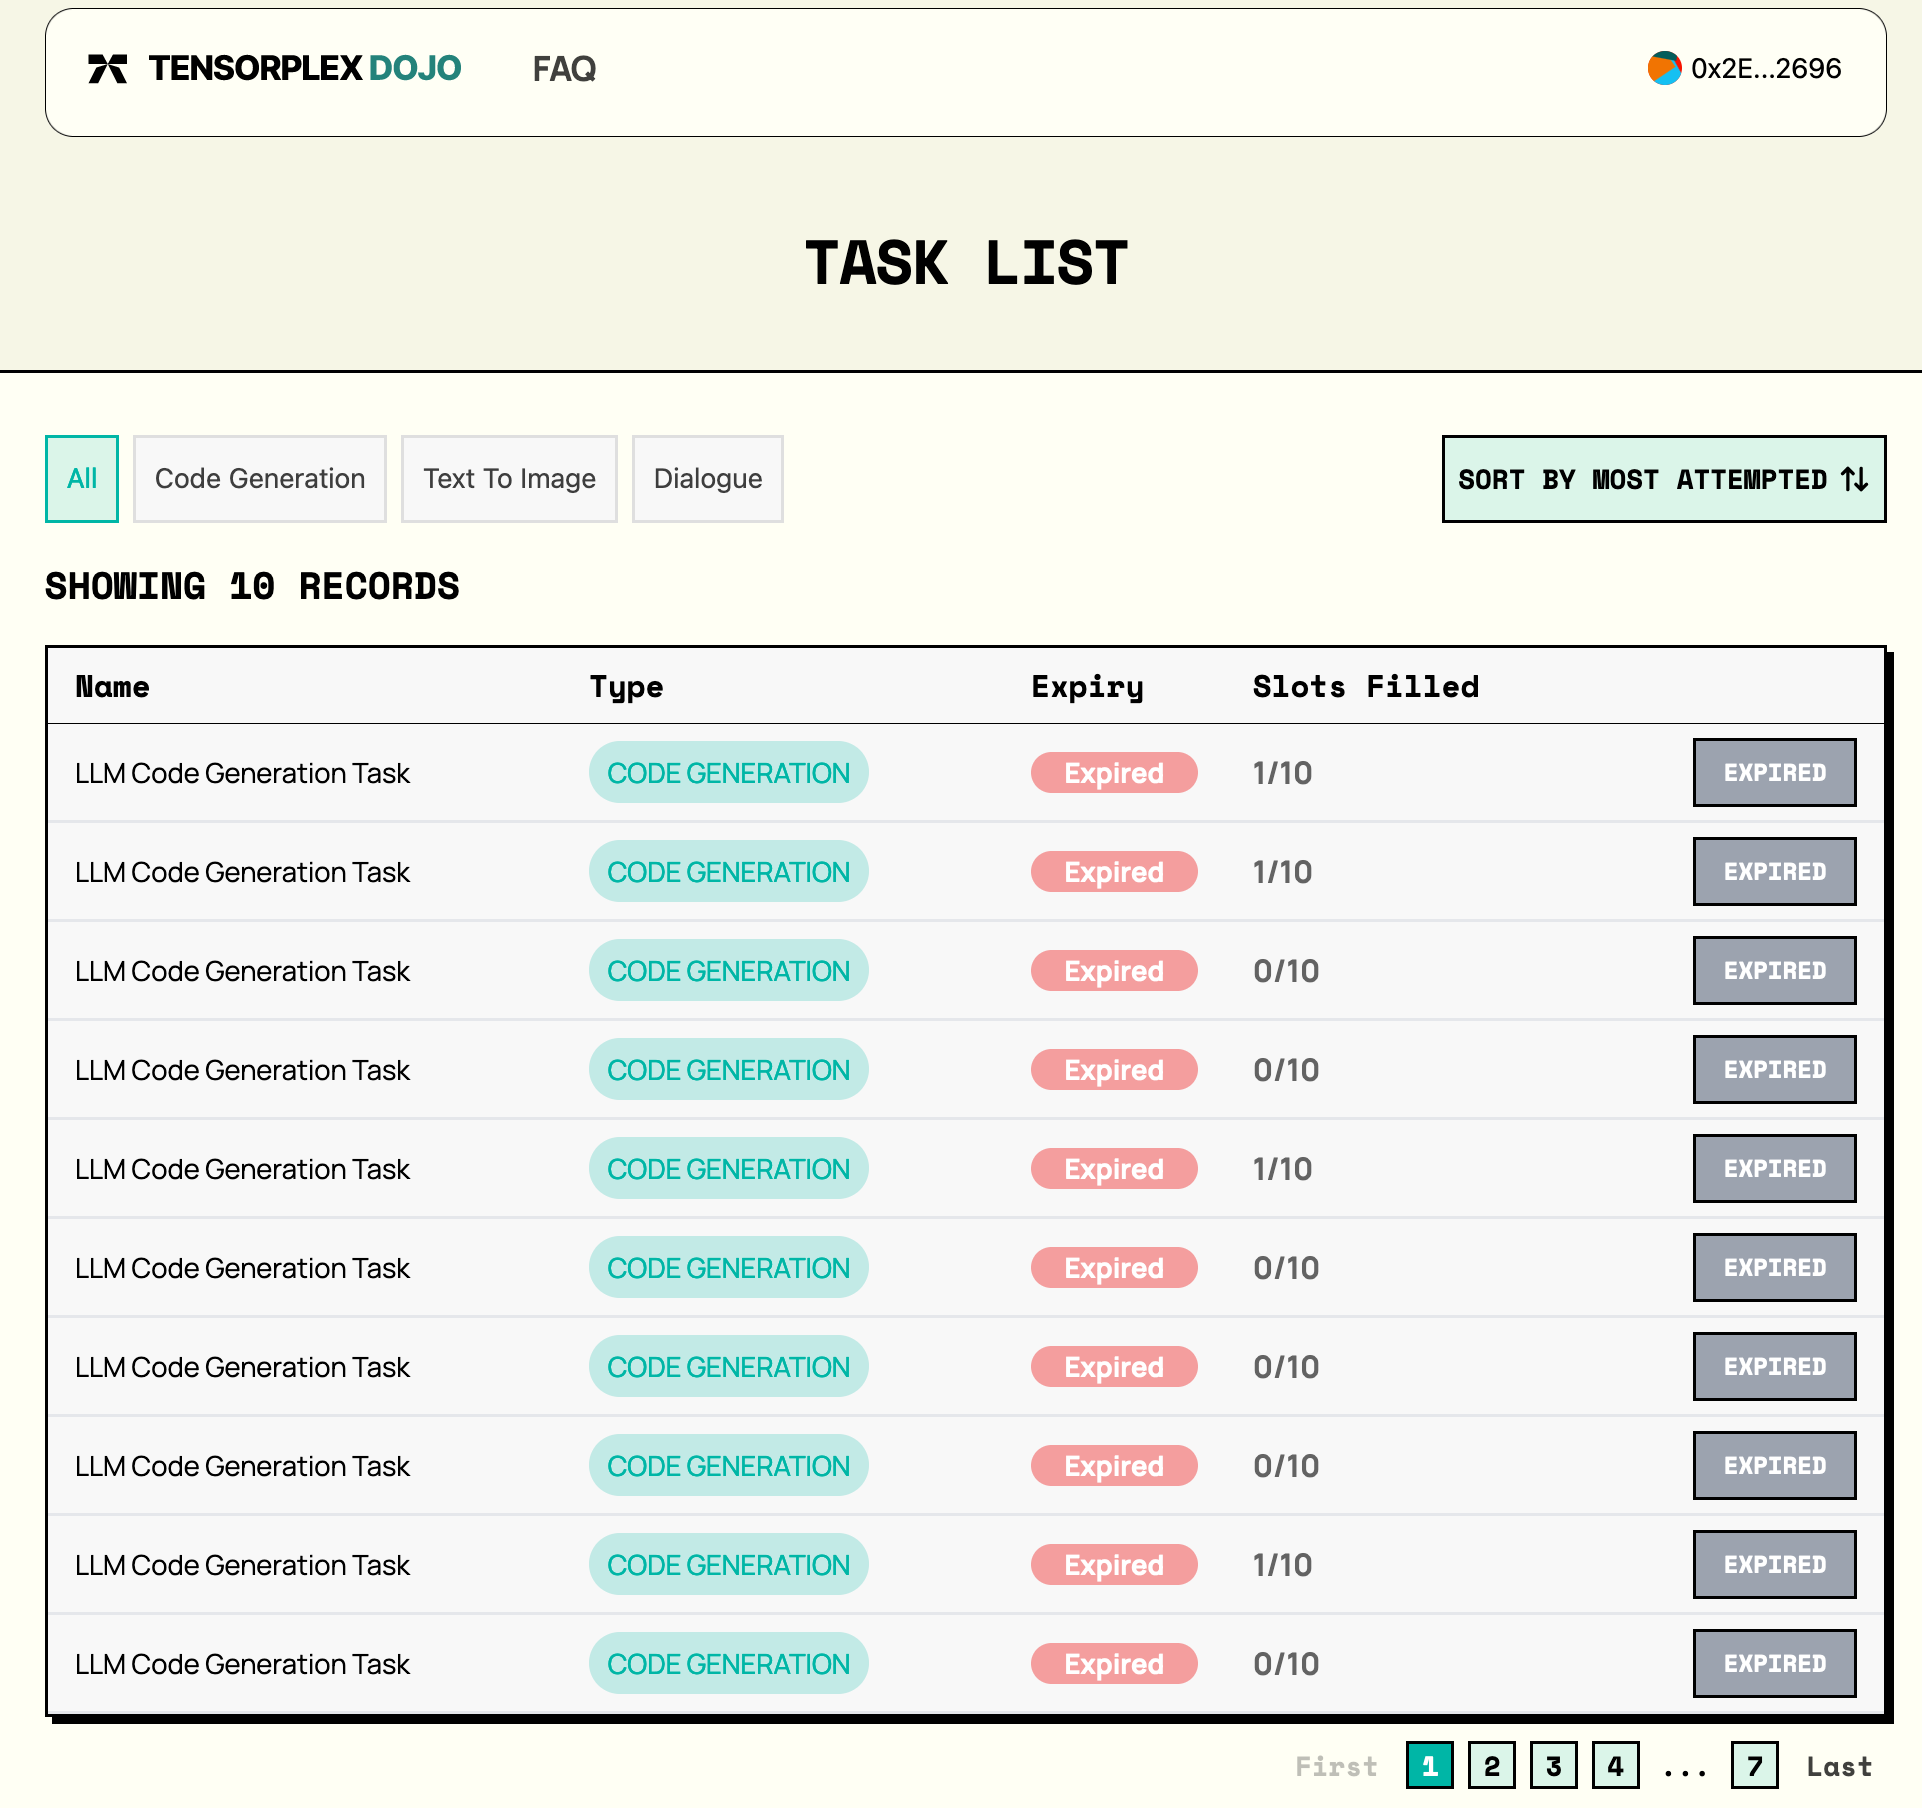 TENSORPLEX DOJO FAQ 0x2E...2696
TASK LIST
All Code Generation Text To Image Dialogue SORT BY MOST ATTEMPTED
SHOWING 10 RECORDS
Name Type Expiry Slots Filled
LLM Code Generation Task CODE GENERATION Expired 1/10 EXPIRED
LLM Code Generation Task CODE GENERATION Expired 1/10 EXPIRED
LLM Code Generation Task CODE GENERATION Expired 0/10 EXPIRED
LLM Code Generation Task CODE GENERATION Expired 0/10 EXPIRED
LLM Code Generation Task CODE GENERATION Expired 1/10 EXPIRED
LLM Code Generation Task CODE GENERATION Expired 0/10 EXPIRED
LLM Code Generation Task CODE GENERATION Expired 0/10 EXPIRED
LLM Code Generation Task CODE GENERATION Expired 0/10 EXPIRED
LLM Code Generation Task CODE GENERATION Expired 1/10 EXPIRED
LLM Code Generation Task CODE GENERATION Expired 0/10 EXPIRED
First 1 2 3 4 ... 7 Last